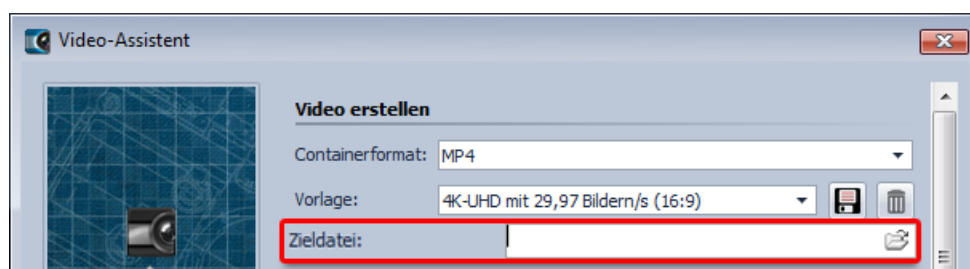 Video-Assistent
Video erstellen
Containerformat: MP4
Vorlage: 4K-UHD mit 29,97 Bildern/s (16:9)
Zieldatei: